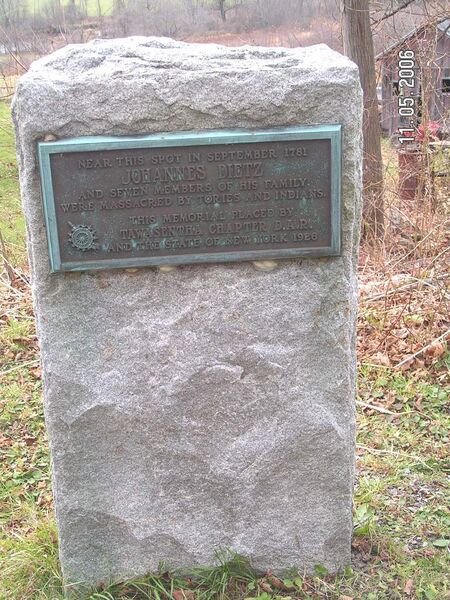 NEAR THIS SPOT IN SEPTEMBER 1781
JOHANNES DIETZ
AND SEVEN MEMBERS OF HIS FAMILY,
WERE MASSACRED BY TORIES AND INDIANS.
THIS MEMORIAL PLACED BY
TAWASENTHA CHAPTER D.A.R.
AND THE STATE OF NEW YORK 1926
11.05.2006